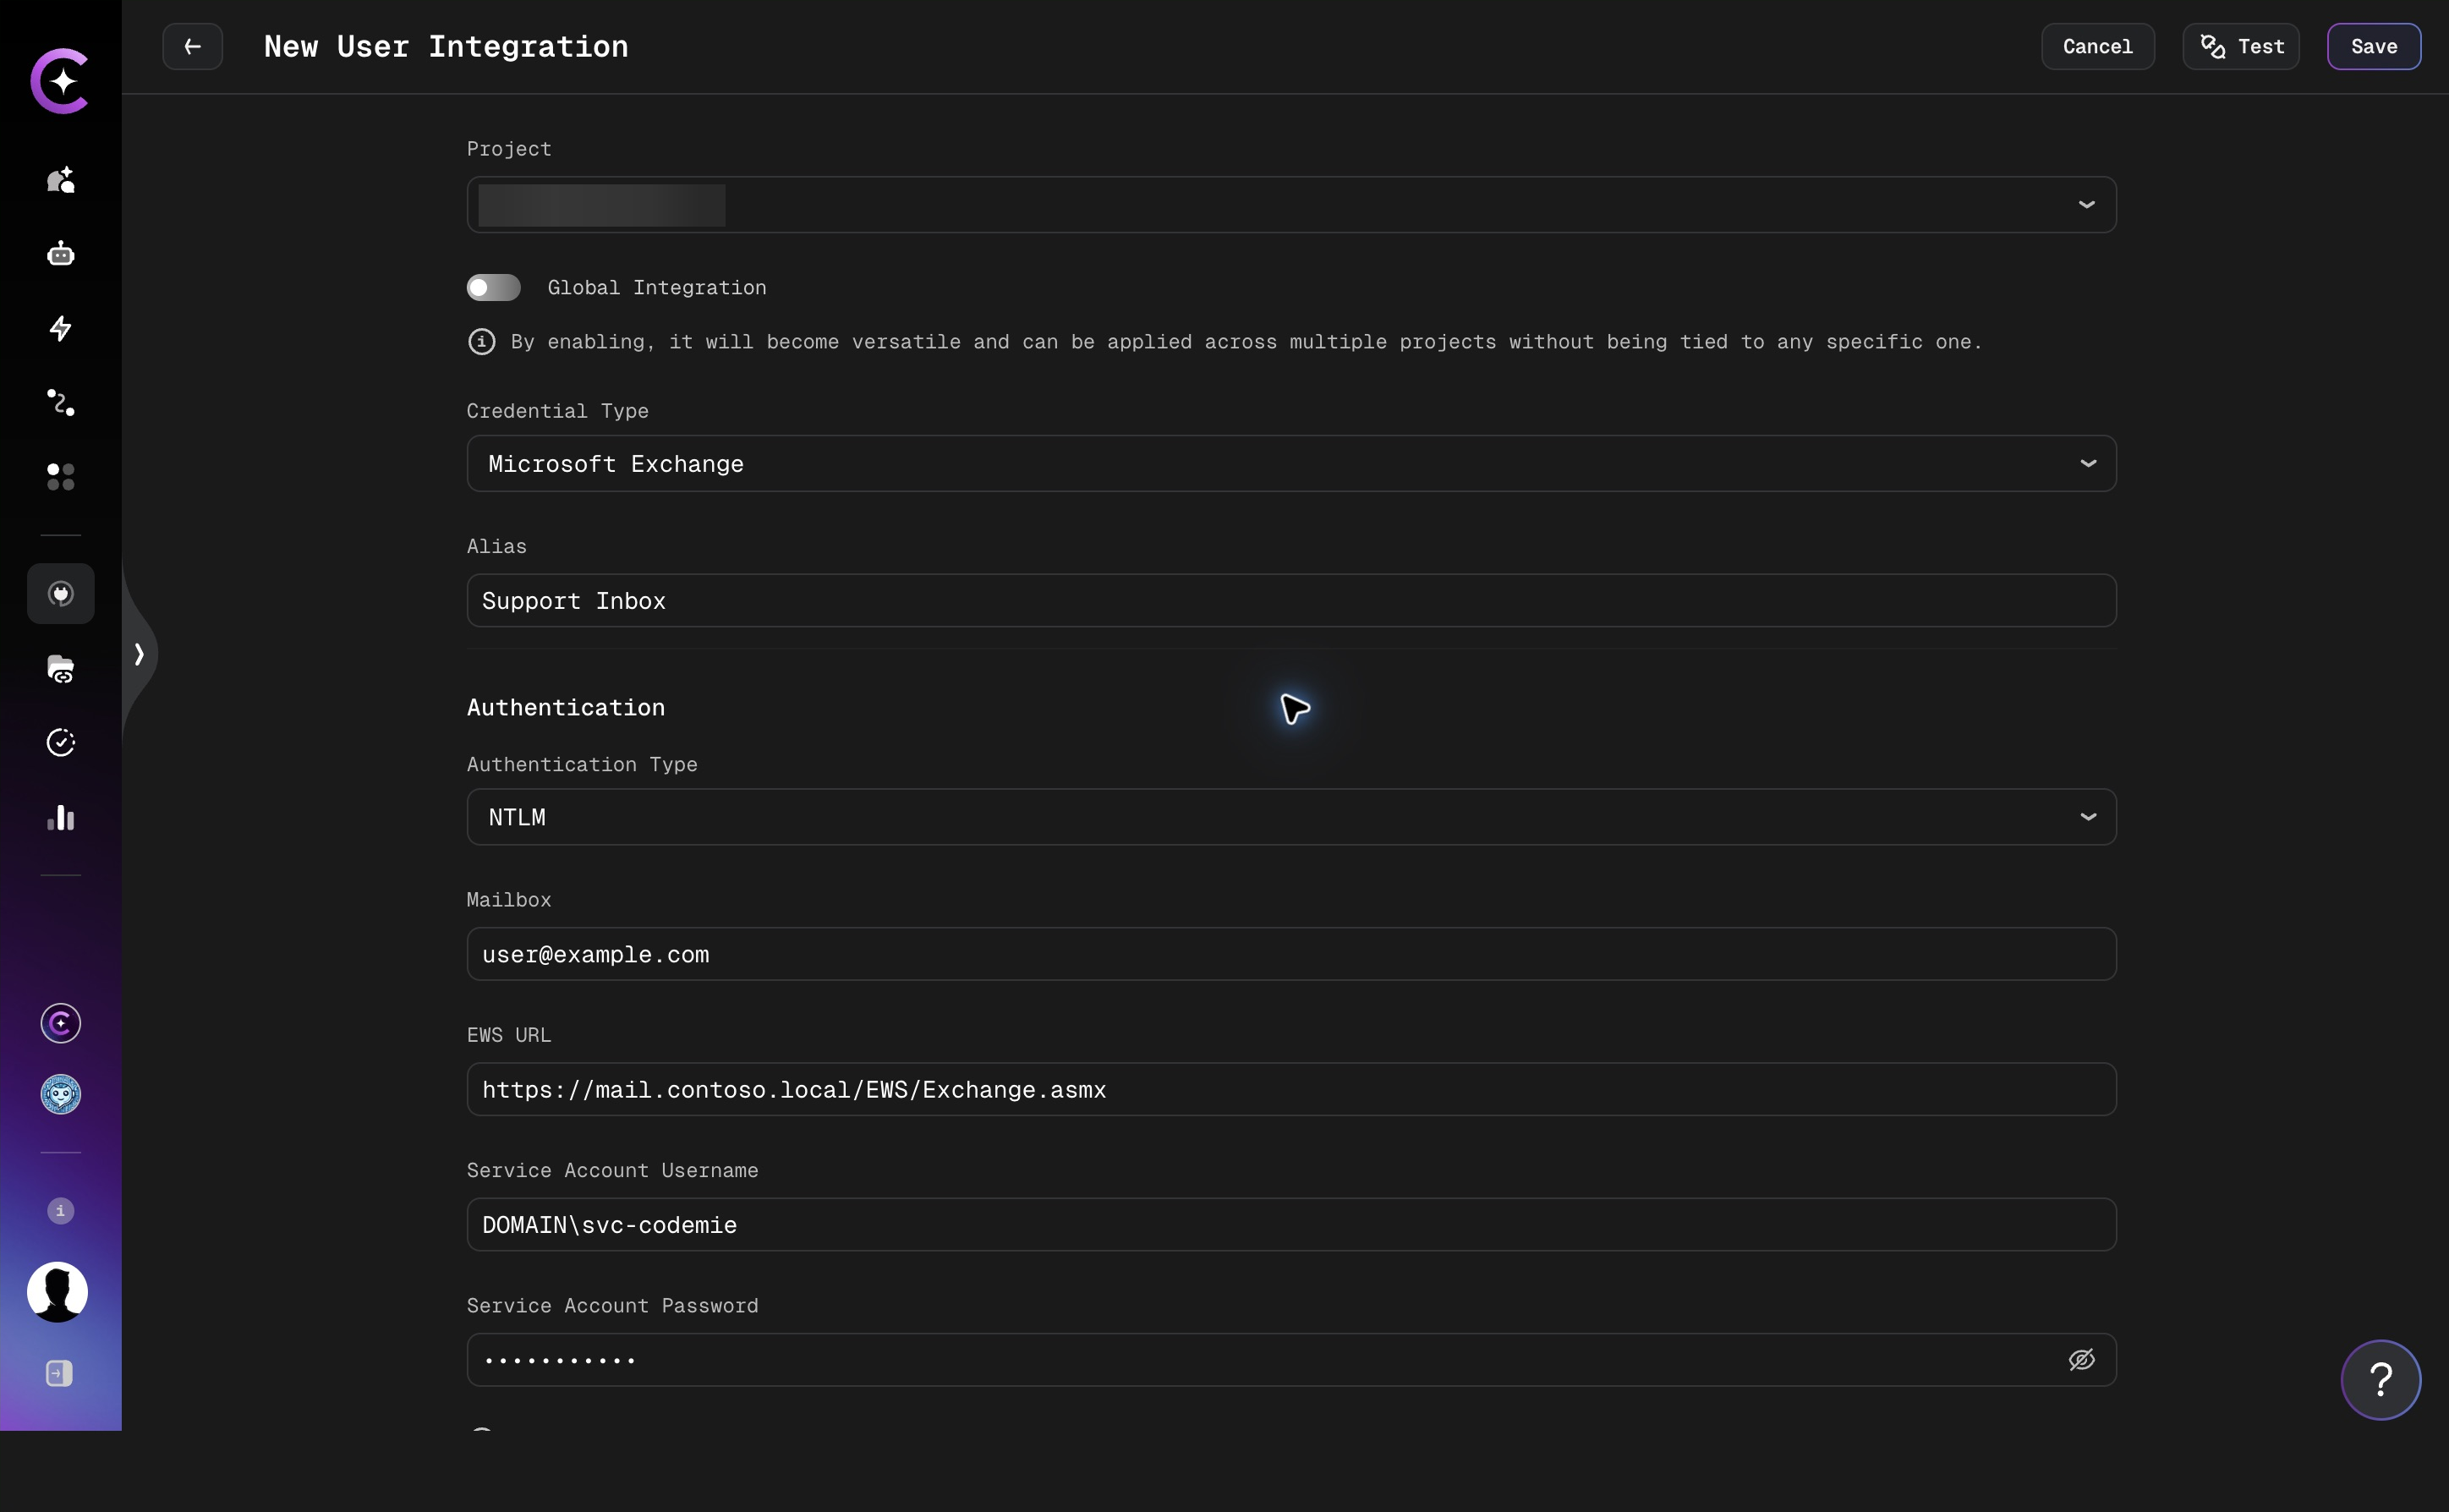 New User Integration
Cancel
Test
Save
Project
Global Integration
By enabling, it will become versatile and can be applied across multiple projects without being tied to any specific one.
Credential Type
Microsoft Exchange
Alias
Support Inbox
Authentication
Authentication Type
NTLM
Mailbox
user@example.com
EWS URL
https://mail.contoso.local/EWS/Exchange.asmx
Service Account Username
DOMAIN\svc-codemie
Service Account Password
•••••••••••
?